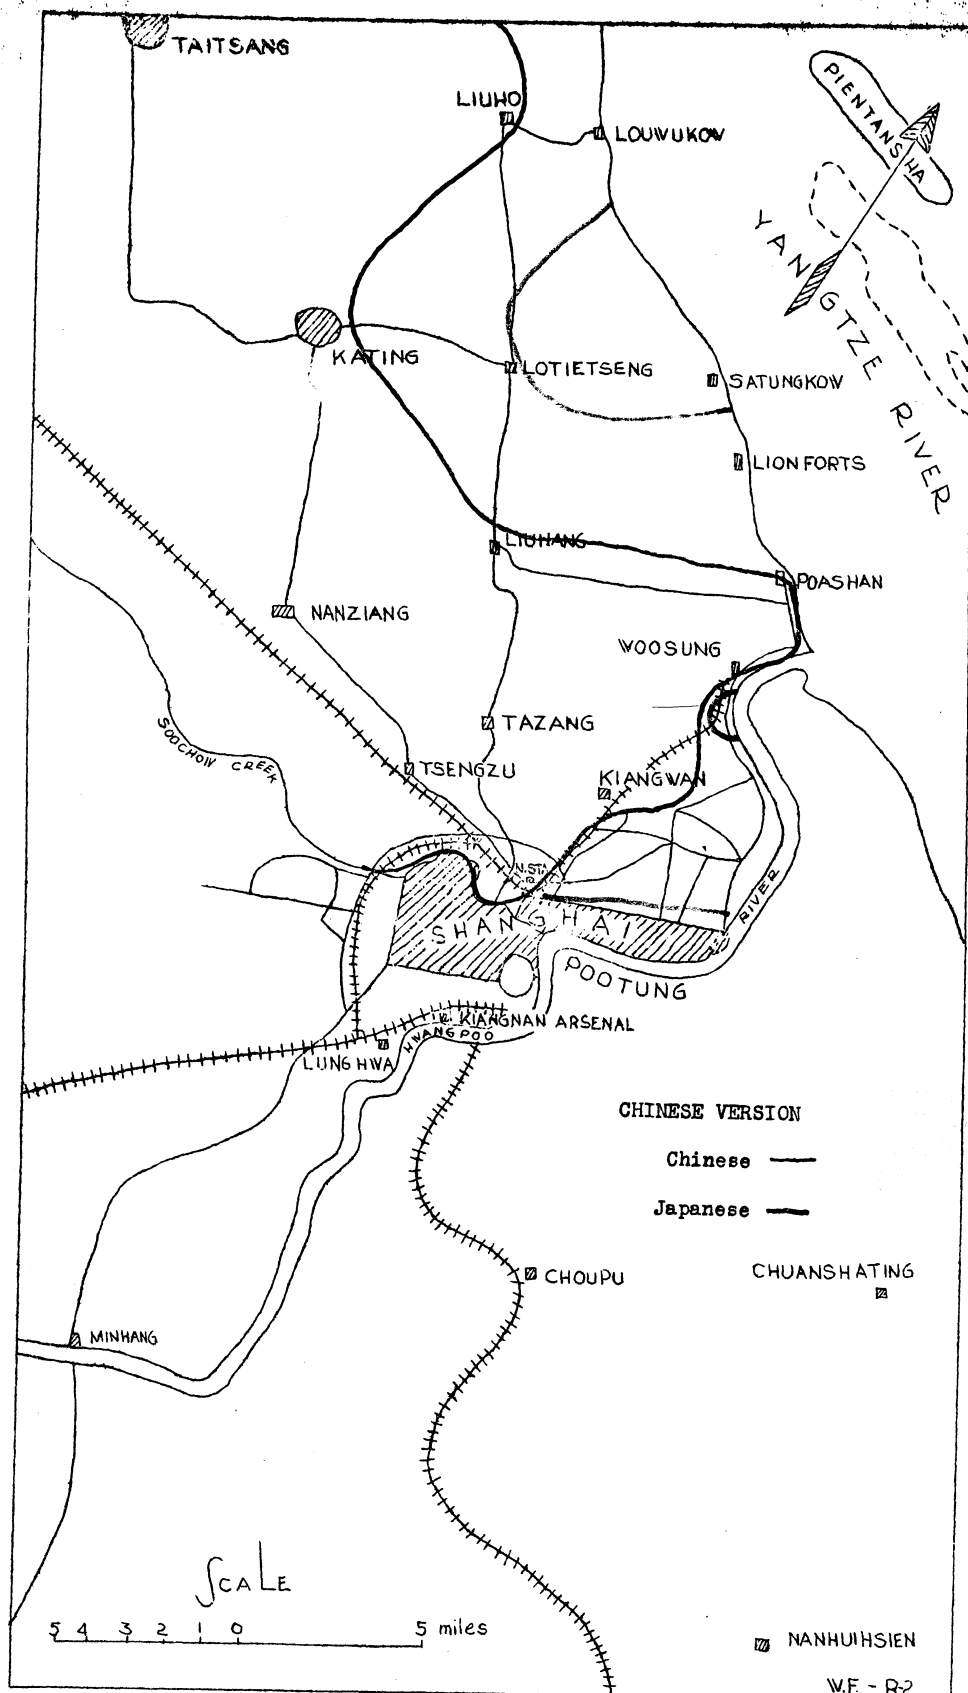 TAITSANG
LIUHO
LOUWUKOW
PIENTANSHA
YANGTZE RIVER
KATING
LOTIETSENG
SATUNGKOW
LION FORTS
LIUHANG
POASHAN
NANZIANG
WOOSUNG
SOOCHOW CREEK
TAZANG
TSENGZU
KIANGWAN
N.STA.
SHANGHAI
RIVER
POOTUNG
KIANGNAN ARSENAL
HWANGPOO
LUNGHWA
CHINESE VERSION
Chinese
Japanese
CHOUPU
CHUANSHATING
MINHANG
SCALE
5 4 3 2 1 0 5 miles
NANHUIHSIEN
W.F. - R-2